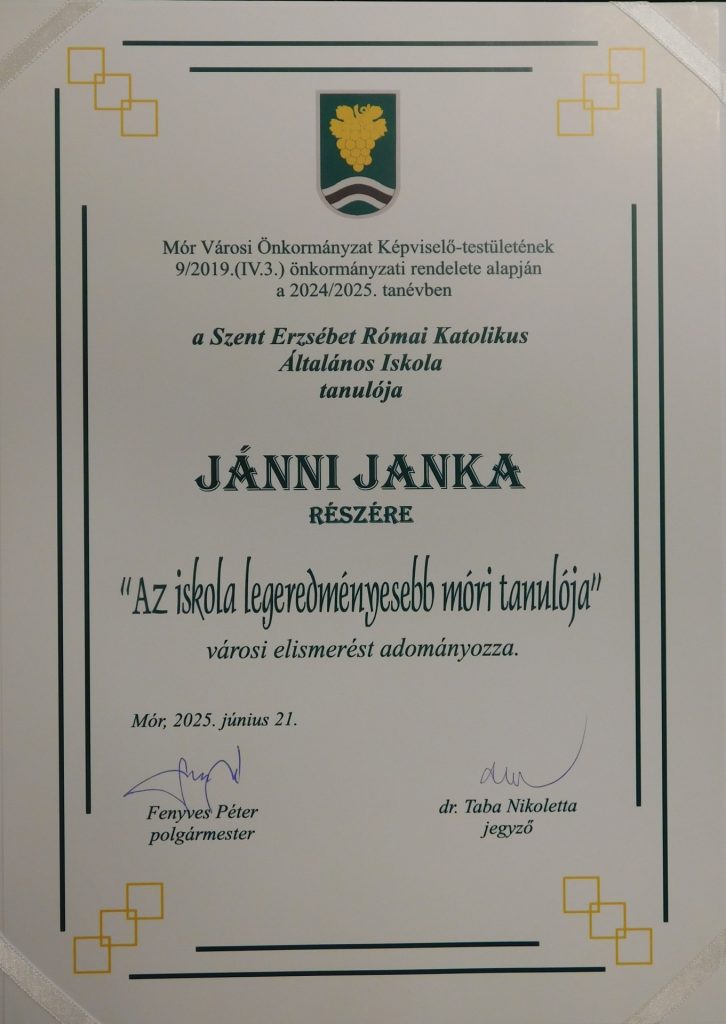 Mór Városi Önkormányzat Képviselő-testületének
9/2019.(IV.3.) önkormányzati rendelete alapján
a 2024/2025. tanévben
a Szent Erzsébet Római Katolikus
Általános Iskola
tanulója
JÁNNI JANKA
RÉSZÉRE
“Az iskola legeredményesebb móri tanulója”
városi elismerést adományozza.
Mór, 2025. június 21.
Fenyves Péter
polgármester
dr. Taba Nikoletta
jegyző